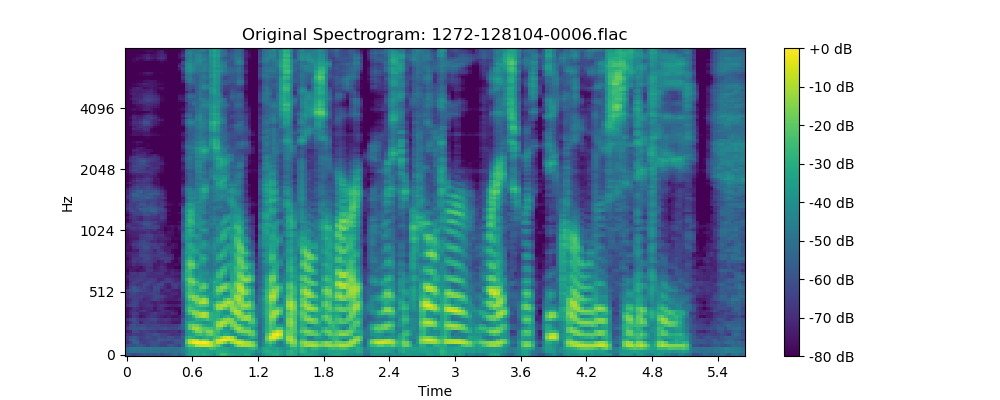 Original Spectrogram: 1272-128104-0006.flac
Hz
4096
2048
1024
512
0
0 0.6 1.2 1.8 2.4 3 3.6 4.2 4.8 5.4
Time
+0 dB
-10 dB
-20 dB
-30 dB
-40 dB
-50 dB
-60 dB
-70 dB
-80 dB